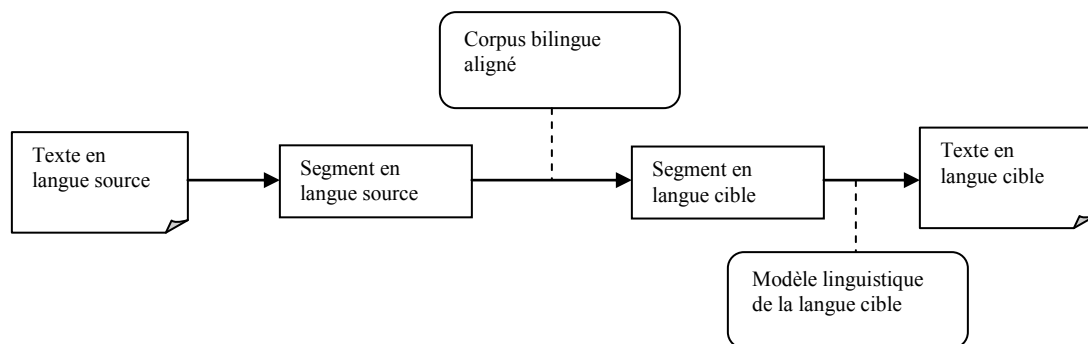 Corpus bilingue
aligné
Texte en
langue source
Segment en
langue source
Segment en
langue cible
Texte en
langue cible
Modèle linguistique
de la langue cible